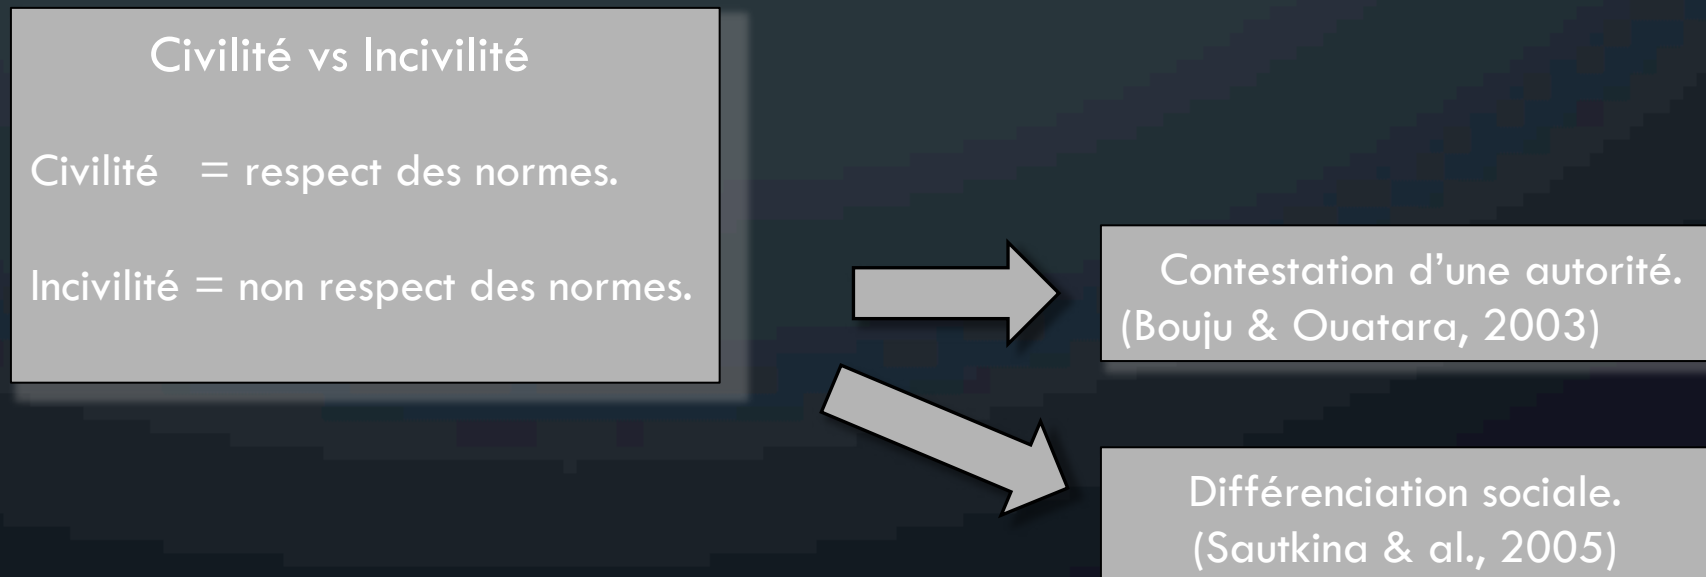 Civilité vs Incivilité
Civilité = respect des normes.
Incivilité = non respect des normes.
Contestation d’une autorité.
(Bouju & Ouatara, 2003)
Différenciation sociale.
(Sautkina & al., 2005)